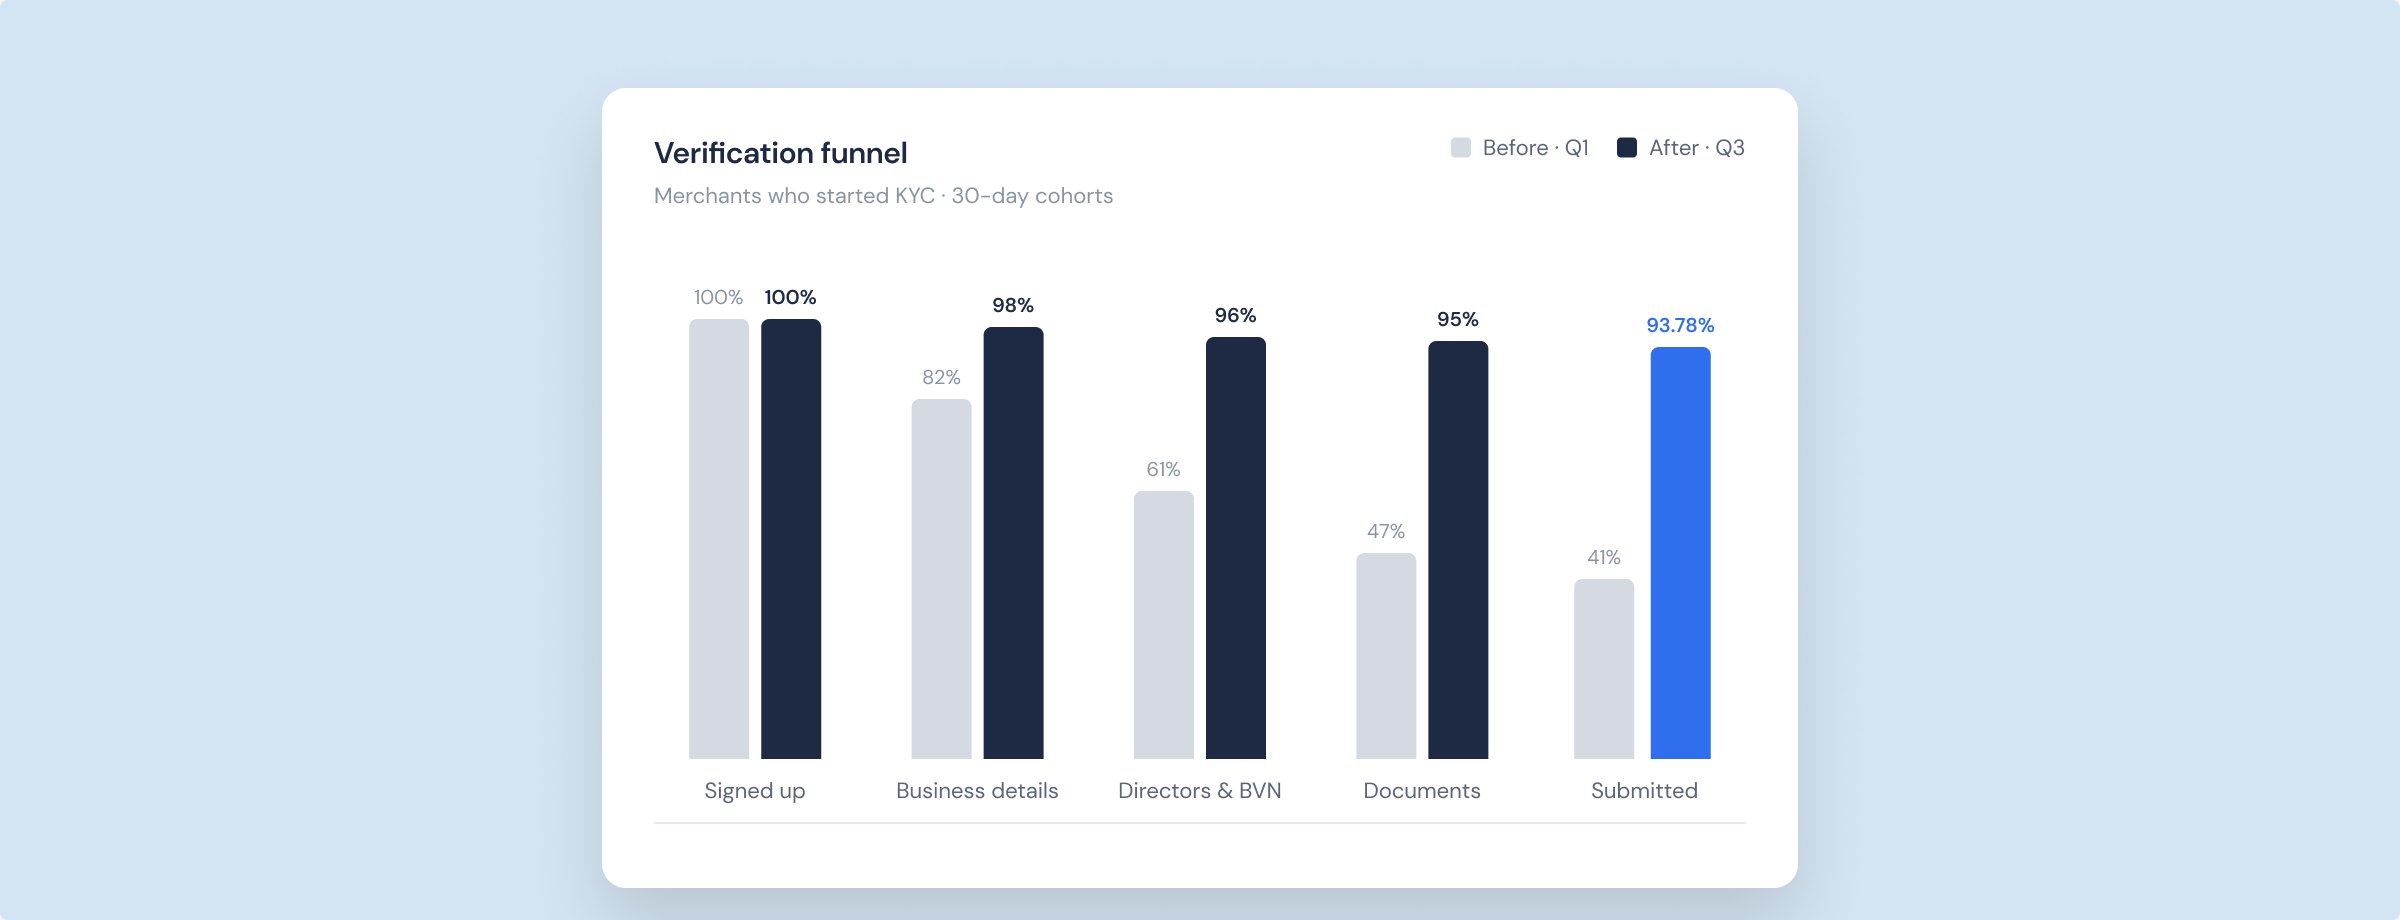 Verification funnel
Merchants who started KYC · 30-day cohorts
Before · Q1
After · Q3
100%
100%
82%
98%
61%
96%
47%
95%
41%
93.78%
Signed up
Business details
Directors & BVN
Documents
Submitted